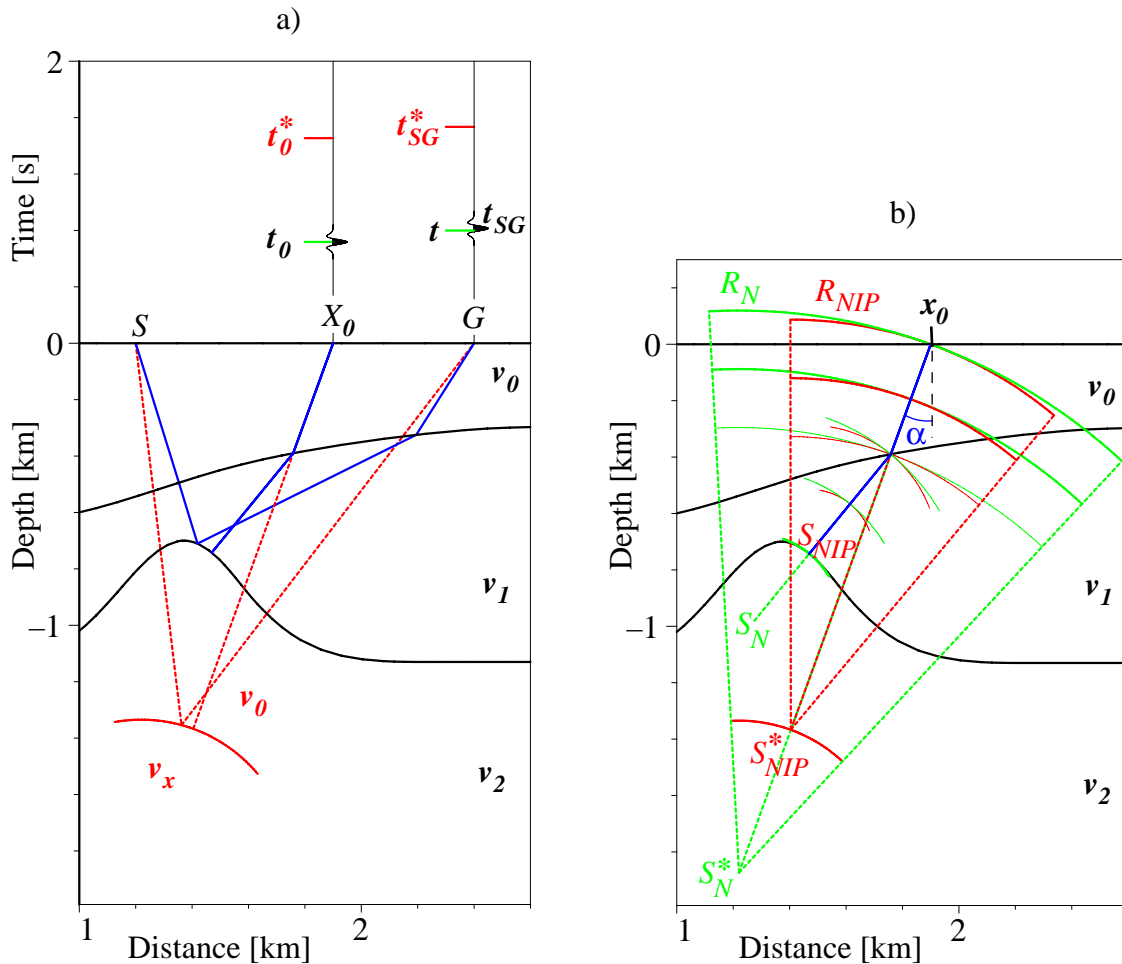 a)
2
t*0
t*SG
Time [s]
tSG
t0
t
S
X0
G
0
v0
Depth [km]
v1
−1
v0
vx
v2
1
2
Distance [km]
b)
RN
RNIP
x0
0
v0
α
Depth [km]
SNIP
v1
SN
−1
S*NIP
v2
S*N
1
2
Distance [km]